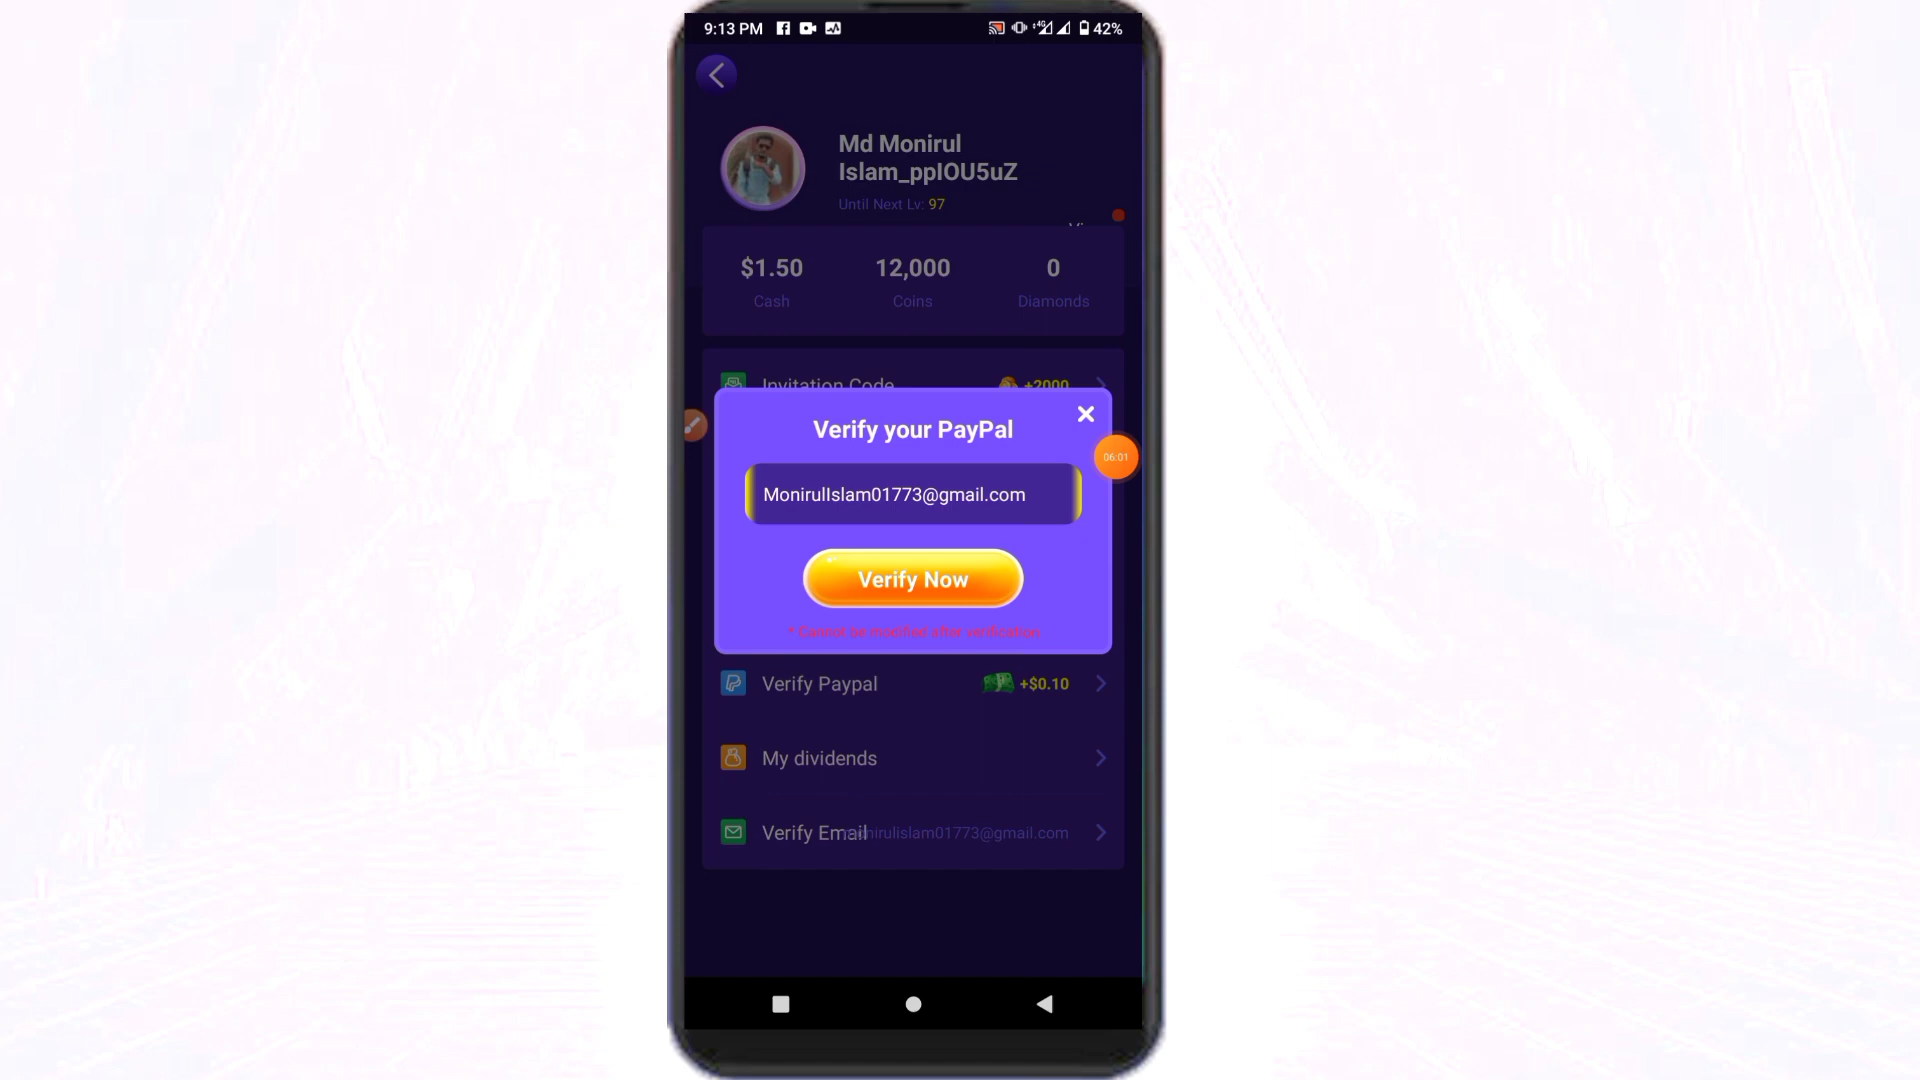 9:13 PM
4G
42%
Md Monirul
Islam_ppIOU5uZ
Until Next Lv: 97
$1.50 12,000 0
Cash Coins Diamonds
Invitation Code +2000
Verify your PayPal
06:01
MonirulIslam01773@gmail.com
Verify Now
* Cannot be modified after verification
Verify Paypal +$0.10
My dividends
Verify Email monirulislam01773@gmail.com